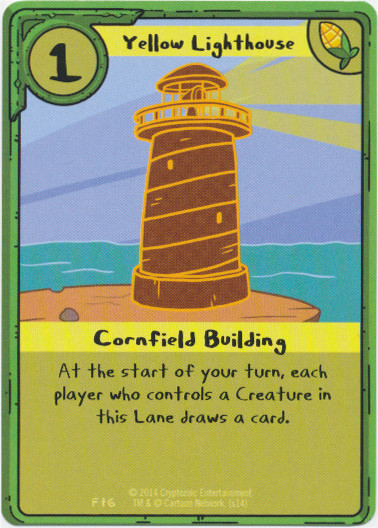 1
Yellow Lighthouse
Cornfield Building
At the start of your turn, each
player who controls a Creature in
this Lane draws a card.
© 2014 Cryptozoic Entertainment
FtG
TM & © Cartoon Network. (s14)